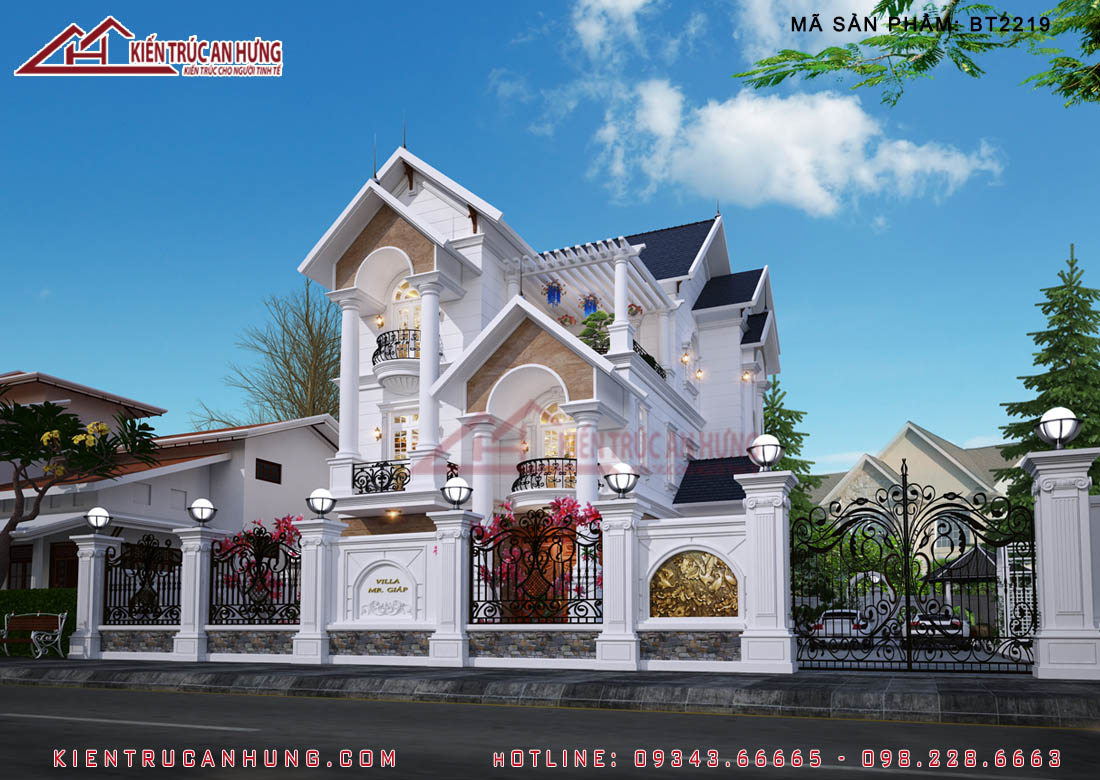 MÃ SẢN PHẨM: BT2219
KIẾN TRÚC AN HƯNG
KIẾN TRÚC CHO NGƯỜI TINH TẾ
KIẾN TRÚC AN HƯNG
VILLA
MR. GIÁP
KIENTRUCANHUNG.COM
HOTLINE: 09343.66665 - 098.228.6663